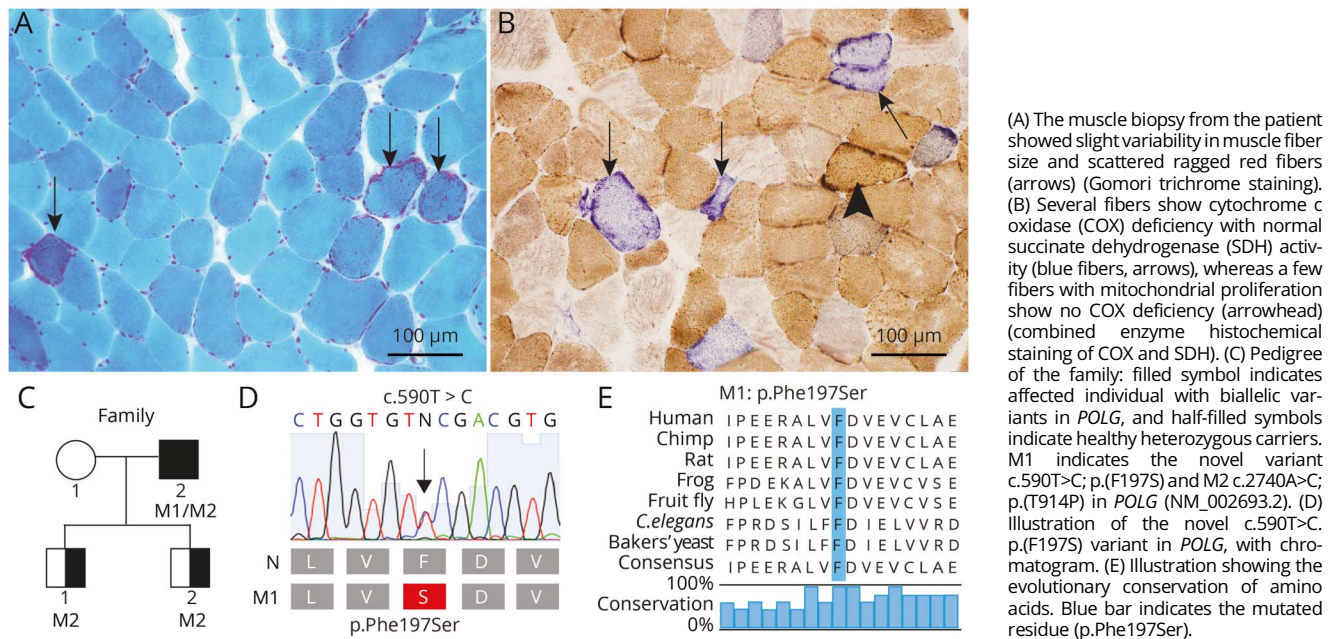 A
B
100 µm
100 µm
C
Family
1
2
M1/M2
1
2
M2
M2
D
c.590T > C
C T G G T G T N C G A C G T G
N
L V F D V
M1
L V S D V
p.Phe197Ser
E
M1: p.Phe197Ser
Human I P E E R A L V F D V E V C L A E
Chimp I P E E R A L V F D V E V C L A E
Rat I P E E R A L V F D V E V C L A E
Frog F P D E K A L V F D V E V C V S E
Fruit fly H P L E K G L V F D V E V C V S E
C.elegans F P R D S I L F F D I E L V V R D
Bakers' yeast F P R D S I L F F D I E L V V R D
Consensus I P E E R A L V F D V E V C L A E
100%
Conservation
0%
(A) The muscle biopsy from the patient
showed slight variability in muscle fiber
size and scattered ragged red fibers
(arrows) (Gomori trichrome staining).
(B) Several fibers show cytochrome c
oxidase (COX) deficiency with normal
succinate dehydrogenase (SDH) activ-
ity (blue fibers, arrows), whereas a few
fibers with mitochondrial proliferation
show no COX deficiency (arrowhead)
(combined enzyme histochemical
staining of COX and SDH). (C) Pedigree
of the family: filled symbol indicates
affected individual with biallelic var-
iants in POLG, and half-filled symbols
indicate healthy heterozygous carriers.
M1 indicates the novel variant
c.590T>C; p.(F197S) and M2 c.2740A>C;
p.(T914P) in POLG (NM_002693.2). (D)
Illustration of the novel c.590T>C.
p.(F197S) variant in POLG, with chro-
matogram. (E) Illustration showing the
evolutionary conservation of amino
acids. Blue bar indicates the mutated
residue (p.Phe197Ser).